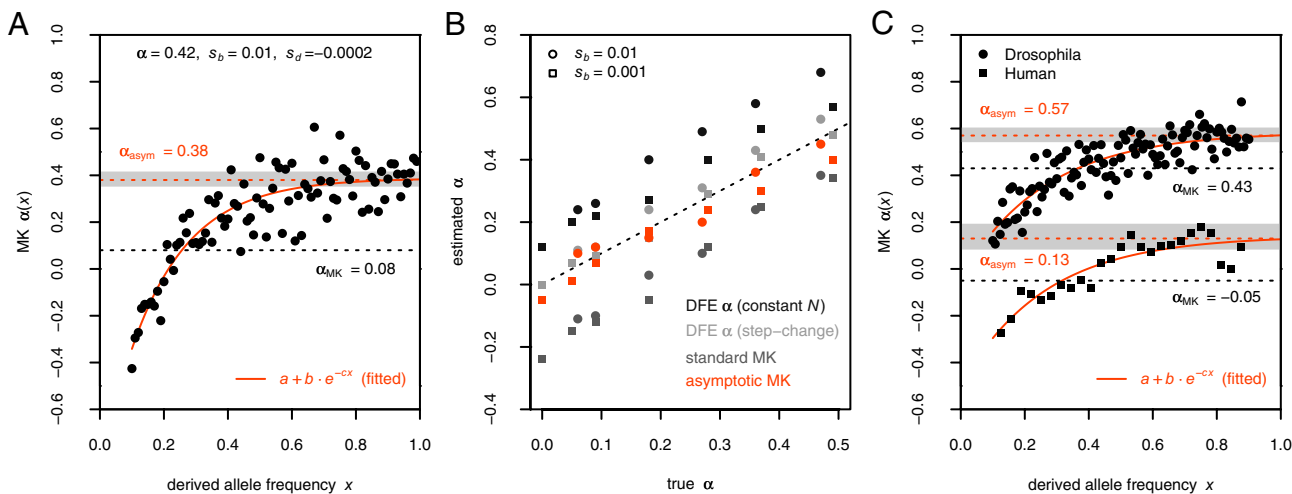 A
α = 0.42, s_b = 0.01, s_d = −0.0002
α_asym = 0.38
α_MK = 0.08
a + b · e^−cx (fitted)
MK α(x)
1.0
0.8
0.6
0.4
0.2
0.0
−0.2
−0.4
−0.6
0.0 0.2 0.4 0.6 0.8 1.0
derived allele frequency x
B
s_b = 0.01
s_b = 0.001
DFE α (constant N)
DFE α (step−change)
standard MK
asymptotic MK
estimated α
0.8
0.6
0.4
0.2
0.0
−0.2
−0.4
0.0 0.1 0.2 0.3 0.4 0.5
true α
C
Drosophila
Human
α_asym = 0.57
α_MK = 0.43
α_asym = 0.13
α_MK = −0.05
a + b · e^−cx (fitted)
MK α(x)
1.0
0.8
0.6
0.4
0.2
0.0
−0.2
−0.4
−0.6
0.0 0.2 0.4 0.6 0.8 1.0
derived allele frequency x